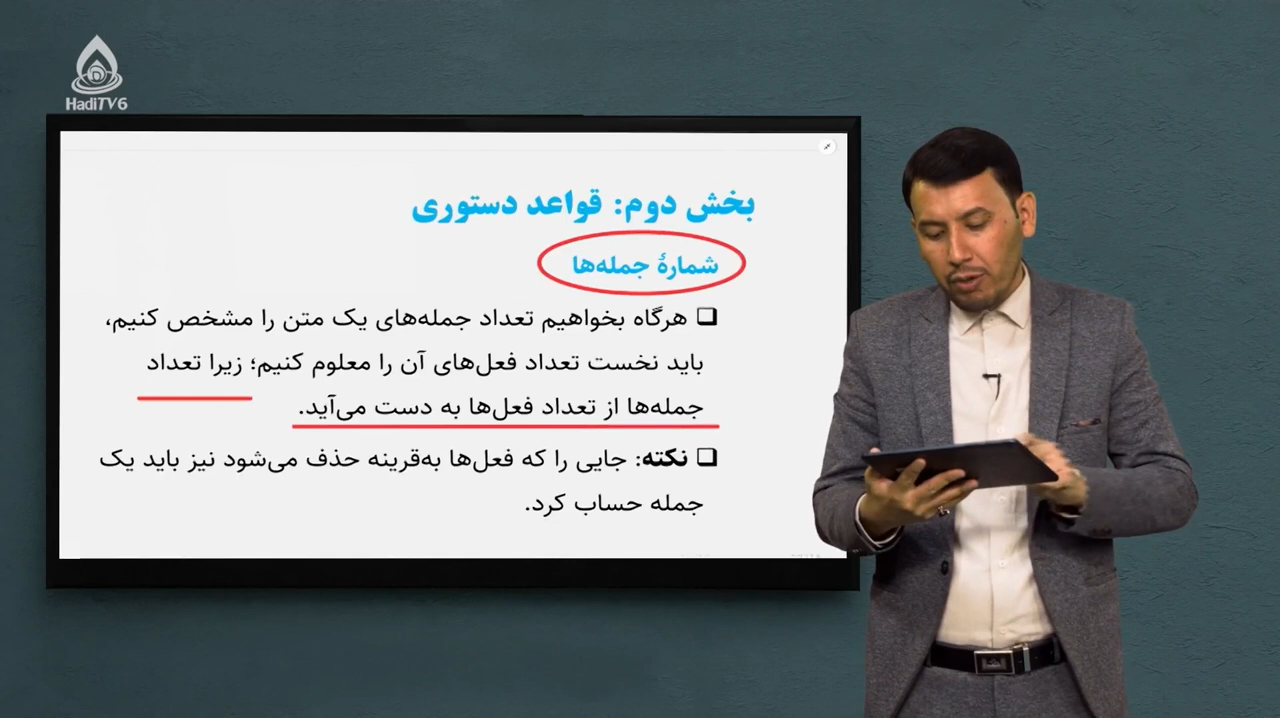 HadiTV6
بخش دوم: قواعد دستوری
شمارهٔ جمله‌ها
❑ هرگاه بخواهیم تعداد جمله‌های یک متن را مشخص کنیم،
باید نخست تعداد فعل‌های آن را معلوم کنیم؛ زیرا تعداد
جمله‌ها از تعداد فعل‌ها به دست می‌آید.
❑ نکته: جایی را که فعل‌ها به‌قرینه حذف می‌شود نیز باید یک
جمله حساب کرد.